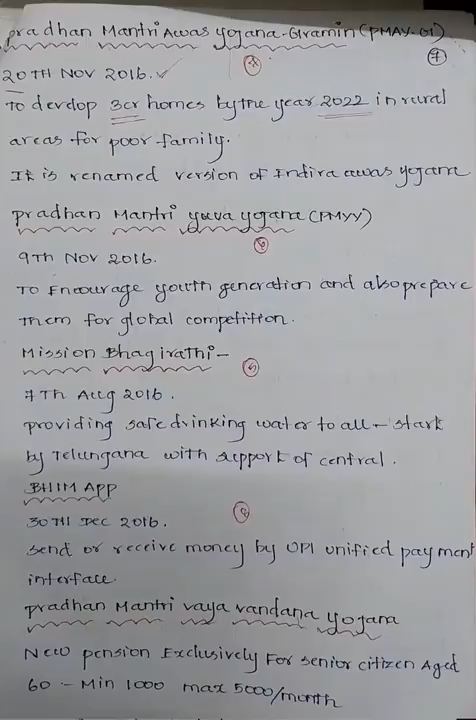 pradhan Mantri Awas yojana-Gramin (PMAY-G1)
7
20TH NOV 2016.
To devdop 3cr homes by the year 2022 in rural
areas for poor family.
It is renamed version of Indira awas yojana
pradhan Mantri yuva yojana (PMYY)
9TH NOV 2016.
TO Encourage youth generation and also prepare
them for global competition.
Mission Bhagirathi-
7Th Aug 2016.
providing safe drinking water to all - start
by Telungana with support of central.
BHIM APP
30TH DEC 2016.
send or receive money by UPI unified payment
interface.
pradhan Mantri vaya vandana yojana
New pension Exclusively For senior citizen Aged
60 - Min 1000 max 5000/month